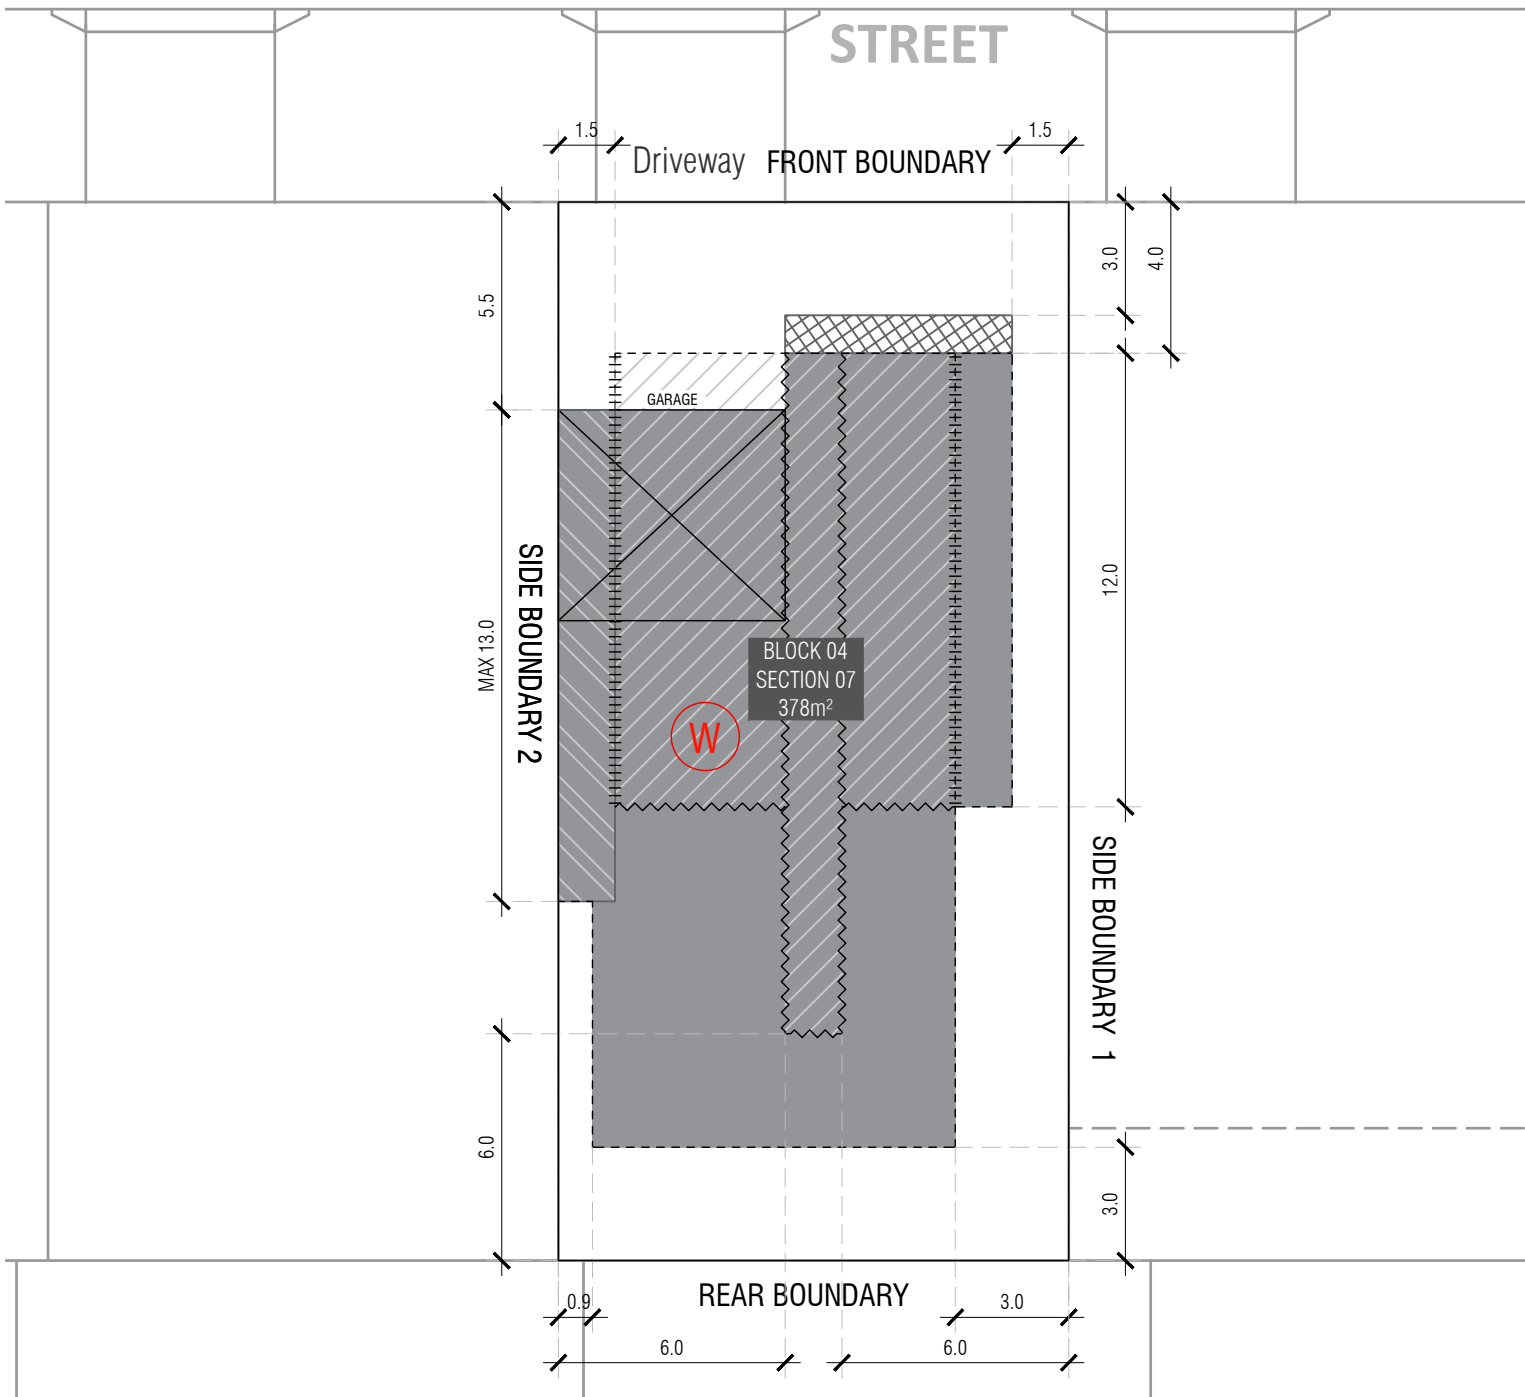 STREET
1.5
1.5
Driveway
FRONT BOUNDARY
3.0
4.0
5.5
GARAGE
12.0
SIDE BOUNDARY 2
MAX 13.0
BLOCK 04
SECTION 07
378m²
W
SIDE BOUNDARY 1
6.0
3.0
REAR BOUNDARY
0.9
3.0
6.0
6.0